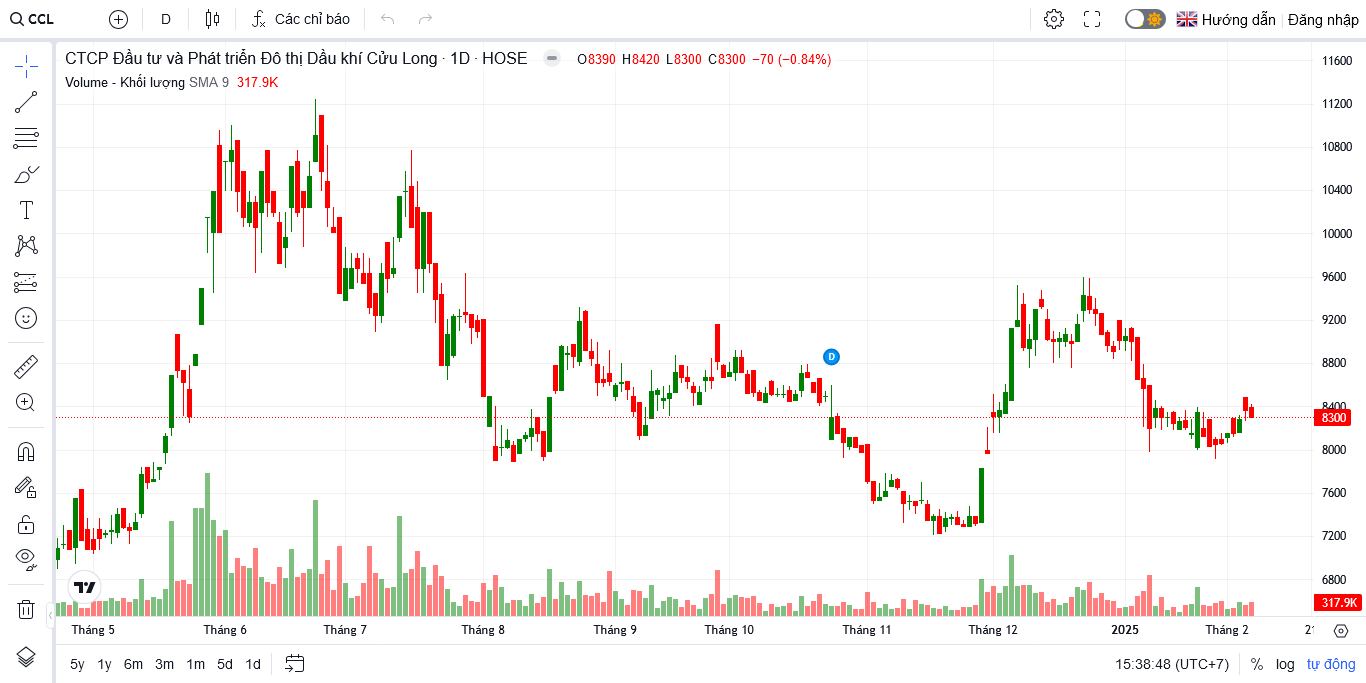 CCL D Các chỉ báo Hướng dẫn Đăng nhập
CTCP Đầu tư và Phát triển Đô thị Dầu khí Cửu Long · 1D · HOSE O8390 H8420 L8300 C8300 −70 (−0.84%)
Volume - Khối lượng SMA 9 317.9K
11600
11200
10800
10400
10000
9600
9200
8800
8400
8300
8000
7600
7200
6800
317.9K
D
Tháng 5 Tháng 6 Tháng 7 Tháng 8 Tháng 9 Tháng 10 Tháng 11 Tháng 12 2025 Tháng 2
5y 1y 6m 3m 1m 5d 1d 15:38:48 (UTC+7) % log tự động